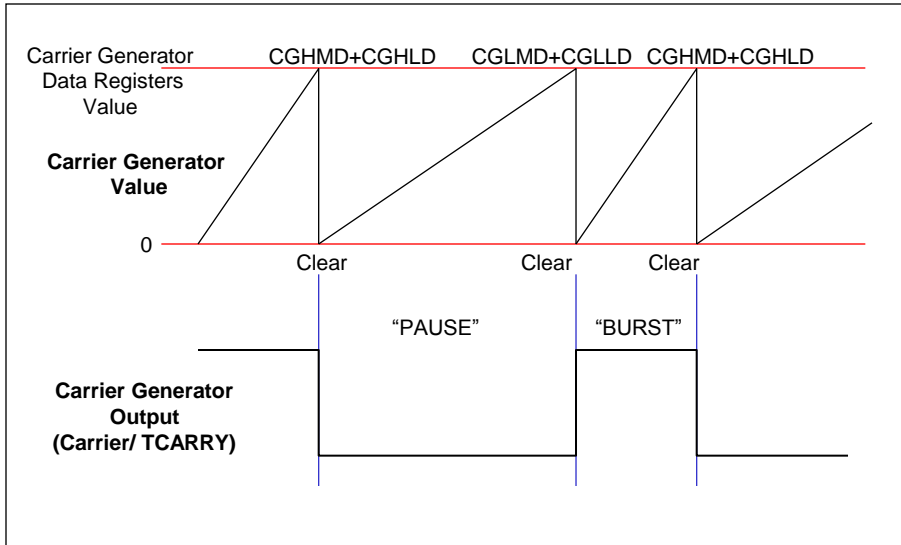 Carrier Generator
Data Registers
Value
CGHMD+CGHLD
CGLMD+CGLLD
CGHMD+CGHLD
Carrier Generator
Value
0
Clear
Clear
Clear
“PAUSE”
“BURST”
Carrier Generator
Output
(Carrier/ TCARRY)